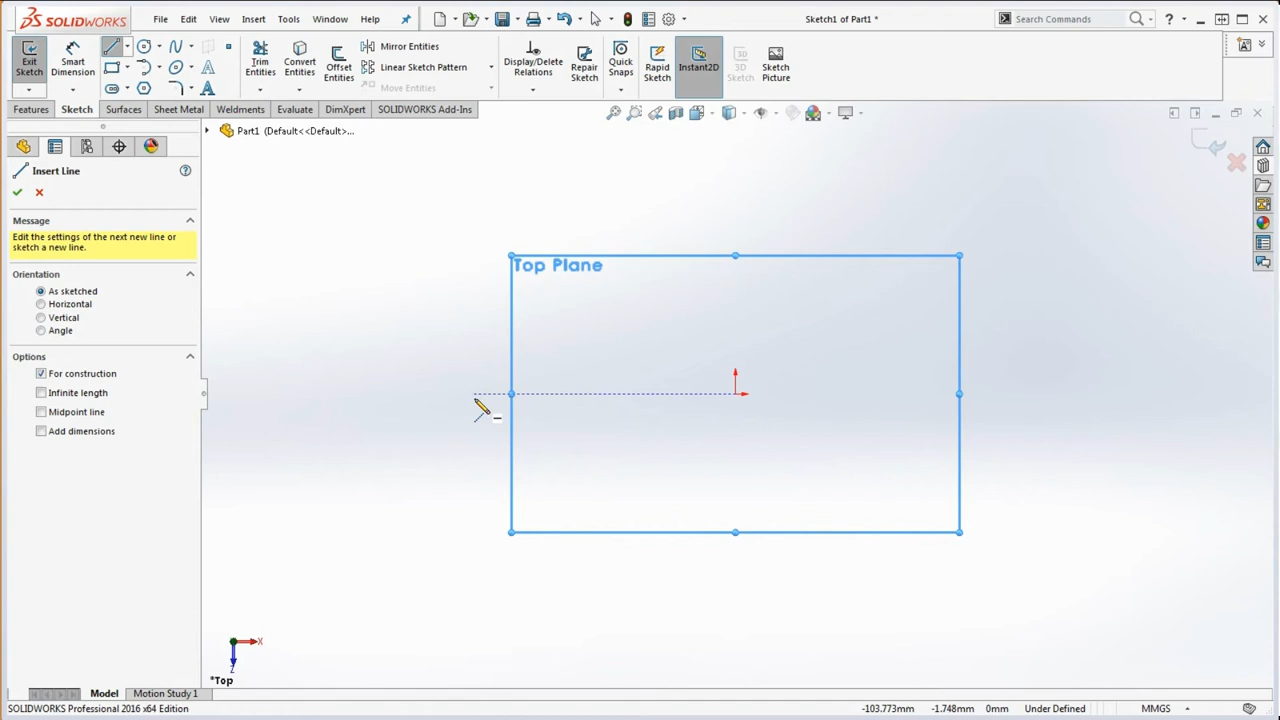 SOLIDWORKS File Edit View Insert Tools Window Help Sketch1 of Part1 * Search Commands ?
Exit Sketch
Smart Dimension
Trim Entities
Convert Entities
Offset Entities
Mirror Entities
Linear Sketch Pattern
Move Entities
Display/Delete Relations
Repair Sketch
Quick Snaps
Rapid Sketch
Instant2D
3D Sketch
Sketch Picture
Features Sketch Surfaces Sheet Metal Weldments Evaluate DimXpert SOLIDWORKS Add-Ins
Part1 (Default<<Default>...
Insert Line
Message
Edit the settings of the next new line or
sketch a new line.
Orientation
As sketched
Horizontal
Vertical
Angle
Options
For construction
Infinite length
Midpoint line
Add dimensions
Top Plane
X
Z
*Top
Model Motion Study 1
SOLIDWORKS Professional 2016 x64 Edition -103.773mm -1.748mm 0mm Under Defined MMGS